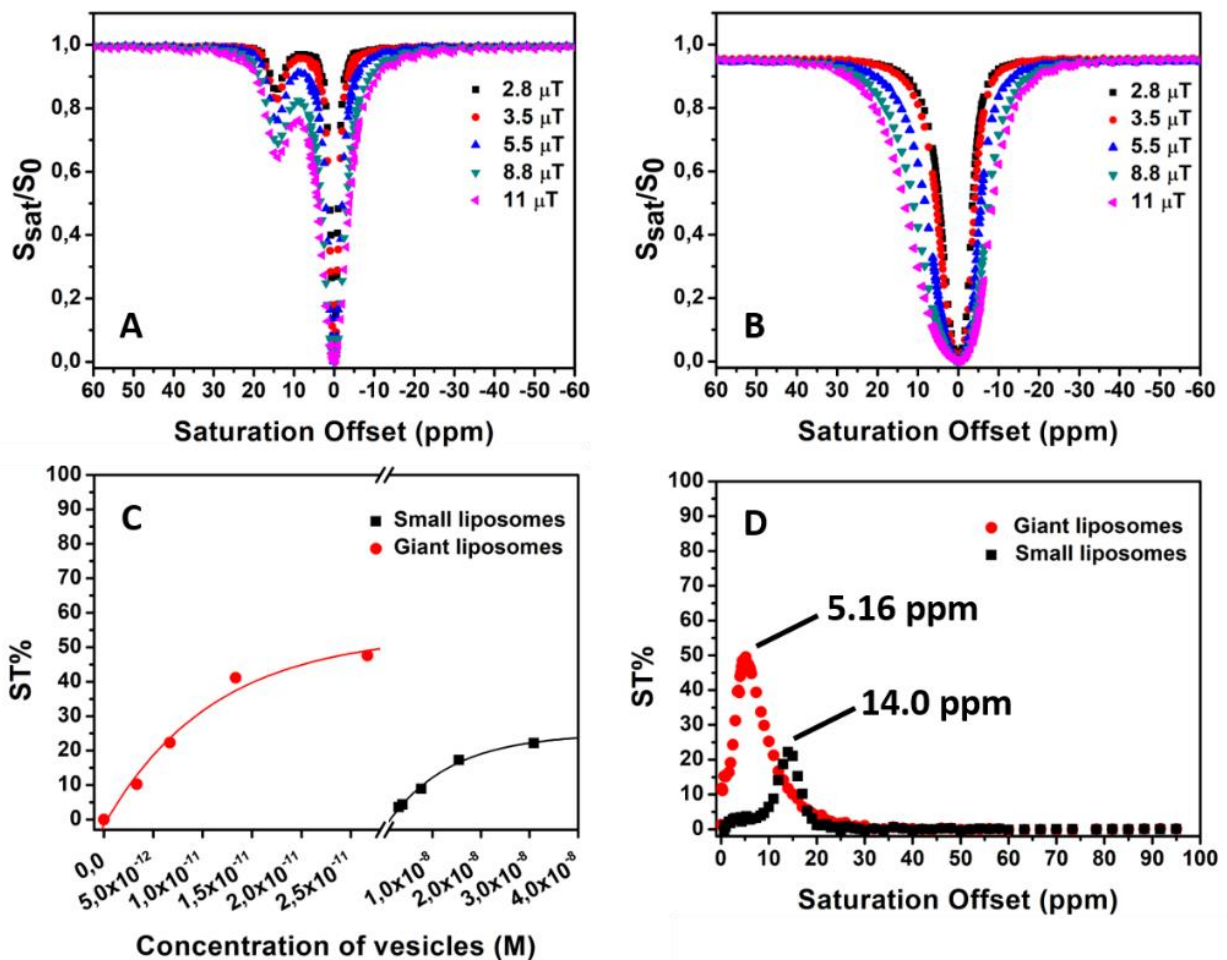 1,0
0,8
0,6
0,4
0,2
0,0
Ssat/S0
2.8 μT
3.5 μT
5.5 μT
8.8 μT
11 μT
A
60 50 40 30 20 10 0 -10 -20 -30 -40 -50 -60
Saturation Offset (ppm)
1,0
0,8
0,6
0,4
0,2
0,0
Ssat/S0
2.8 μT
3.5 μT
5.5 μT
8.8 μT
11 μT
B
60 50 40 30 20 10 0 -10 -20 -30 -40 -50 -60
Saturation Offset (ppm)
100
90
80
70
60
50
40
30
20
10
0
ST%
C
Small liposomes
Giant liposomes
0,0 5,0x10-12 1,0x10-11 1,5x10-11 2,0x10-11 2,5x10-11 1,0x10-8 2,0x10-8 3,0x10-8 4,0x10-8
Concentration of vesicles (M)
100
90
80
70
60
50
40
30
20
10
0
ST%
D
Giant liposomes
Small liposomes
5.16 ppm
14.0 ppm
0 10 20 30 40 50 60 70 80 90 100
Saturation Offset (ppm)